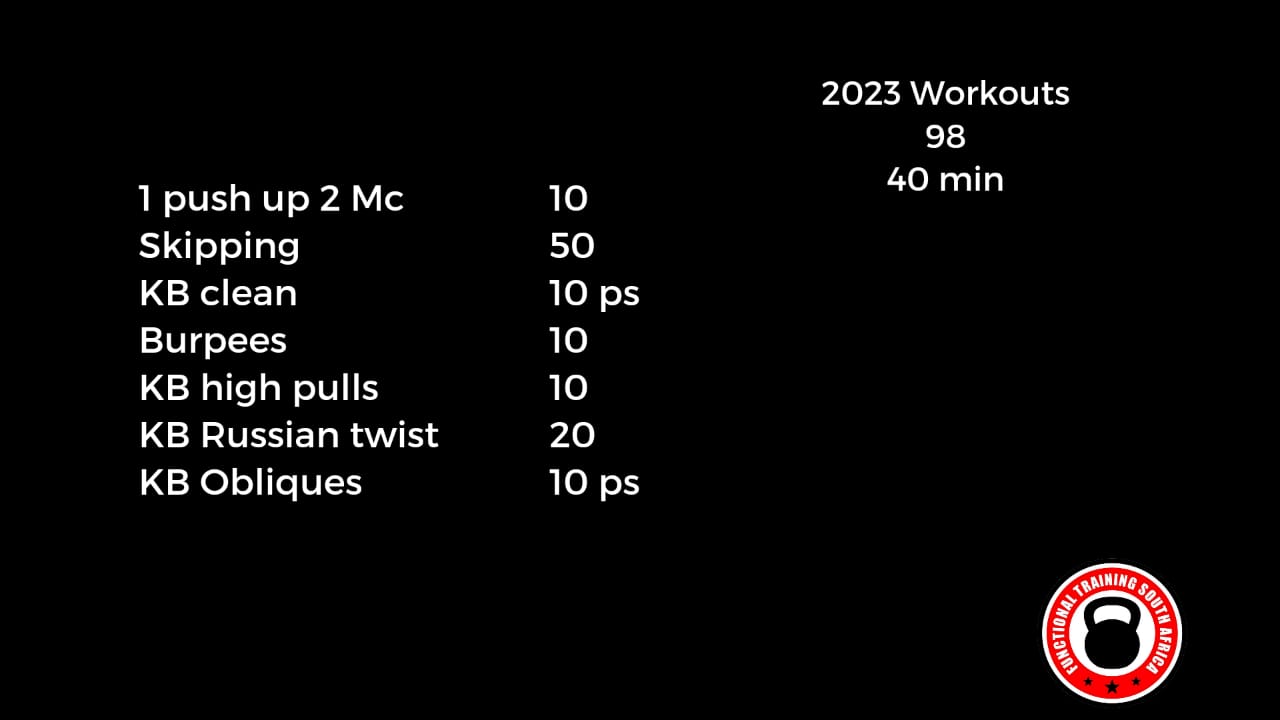 2023 Workouts
98
40 min
1 push up 2 Mc 10
Skipping 50
KB clean 10 ps
Burpees 10
KB high pulls 10
KB Russian twist 20
KB Obliques 10 ps
FUNCTIONAL TRAINING SOUTH AFRICA